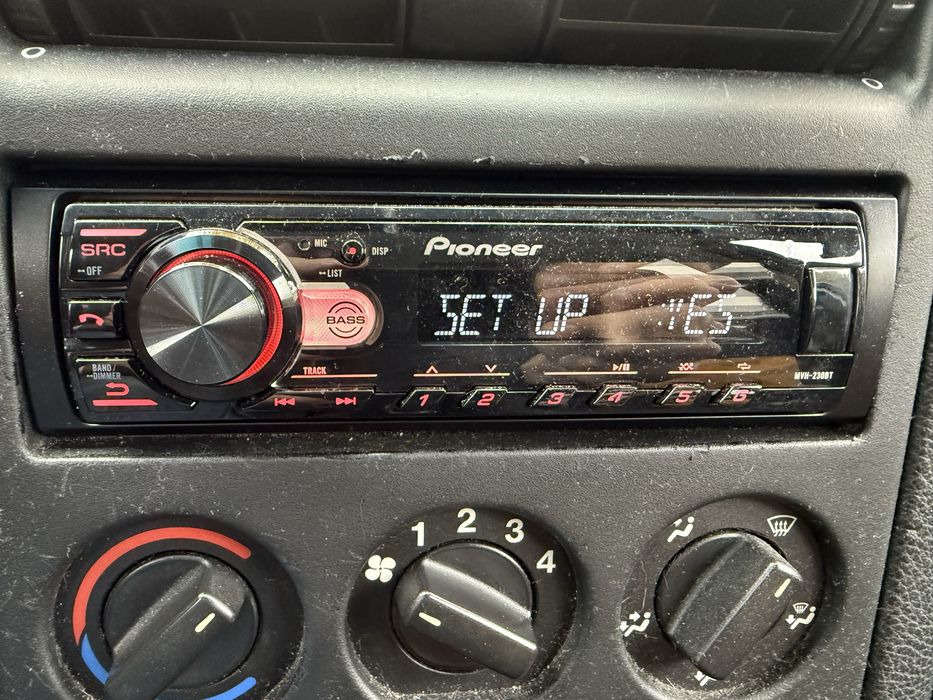 SRC
OFF
MIC
DISP
LIST
Pioneer
BASS
SET UP :YES
BAND/
DIMMER
TRACK
MVH-230BT
1 2 3 4 5 6
1 2 3 4